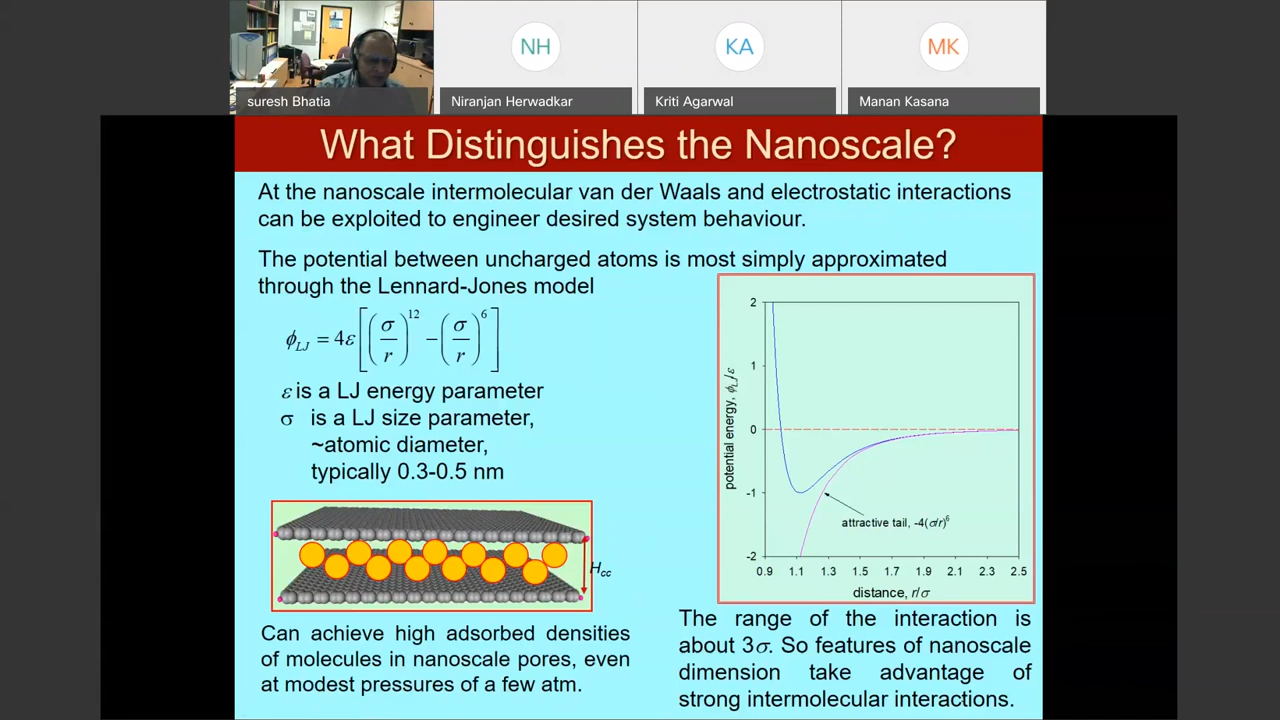 NH
KA
MK
suresh Bhatia
Niranjan Herwadkar
Kriti Agarwal
Manan Kasana
What Distinguishes the Nanoscale?
At the nanoscale intermolecular van der Waals and electrostatic interactions
can be exploited to engineer desired system behaviour.
The potential between uncharged atoms is most simply approximated
through the Lennard-Jones model
ϕLJ = 4ε[(σ/r)^12 − (σ/r)^6]
ε is a LJ energy parameter
σ is a LJ size parameter,
~atomic diameter,
typically 0.3-0.5 nm
Hcc
Can achieve high adsorbed densities
of molecules in nanoscale pores, even
at modest pressures of a few atm.
potential energy, ϕLJ/ε
2
1
0
-1
-2
attractive tail, -4(σ/r)^6
0.9 1.1 1.3 1.5 1.7 1.9 2.1 2.3 2.5
distance, r/σ
The range of the interaction is
about 3σ. So features of nanoscale
dimension take advantage of
strong intermolecular interactions.